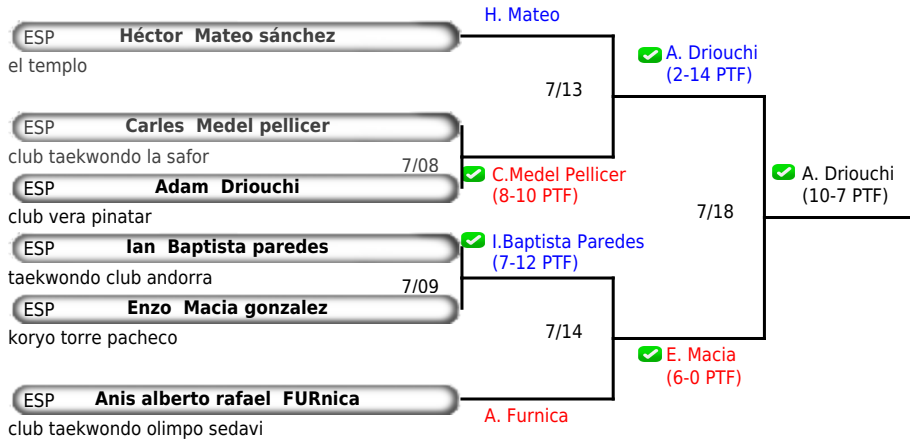 H. Mateo
ESP Héctor Mateo sánchez
el templo
A. Driouchi
(2-14 PTF)
7/13
ESP Carles Medel pellicer
club taekwondo la safor
7/08
C.Medel Pellicer
(8-10 PTF)
ESP Adam Driouchi
club vera pinatar
A. Driouchi
(10-7 PTF)
7/18
ESP Ian Baptista paredes
taekwondo club andorra
I.Baptista Paredes
(7-12 PTF)
7/09
ESP Enzo Macia gonzalez
koryo torre pacheco
7/14
E. Macia
(6-0 PTF)
ESP Anis alberto rafael FURnica
club taekwondo olimpo sedavi
A. Furnica